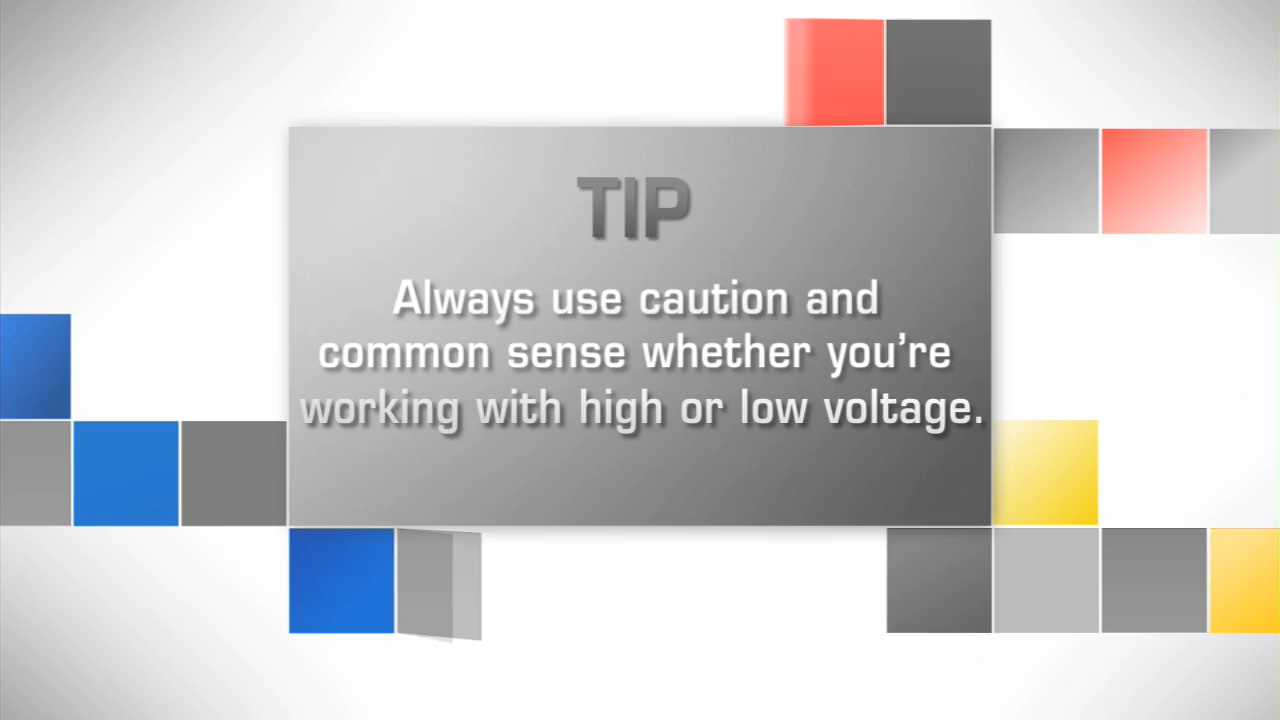 TIP
Always use caution and
common sense whether you’re
working with high or low voltage.